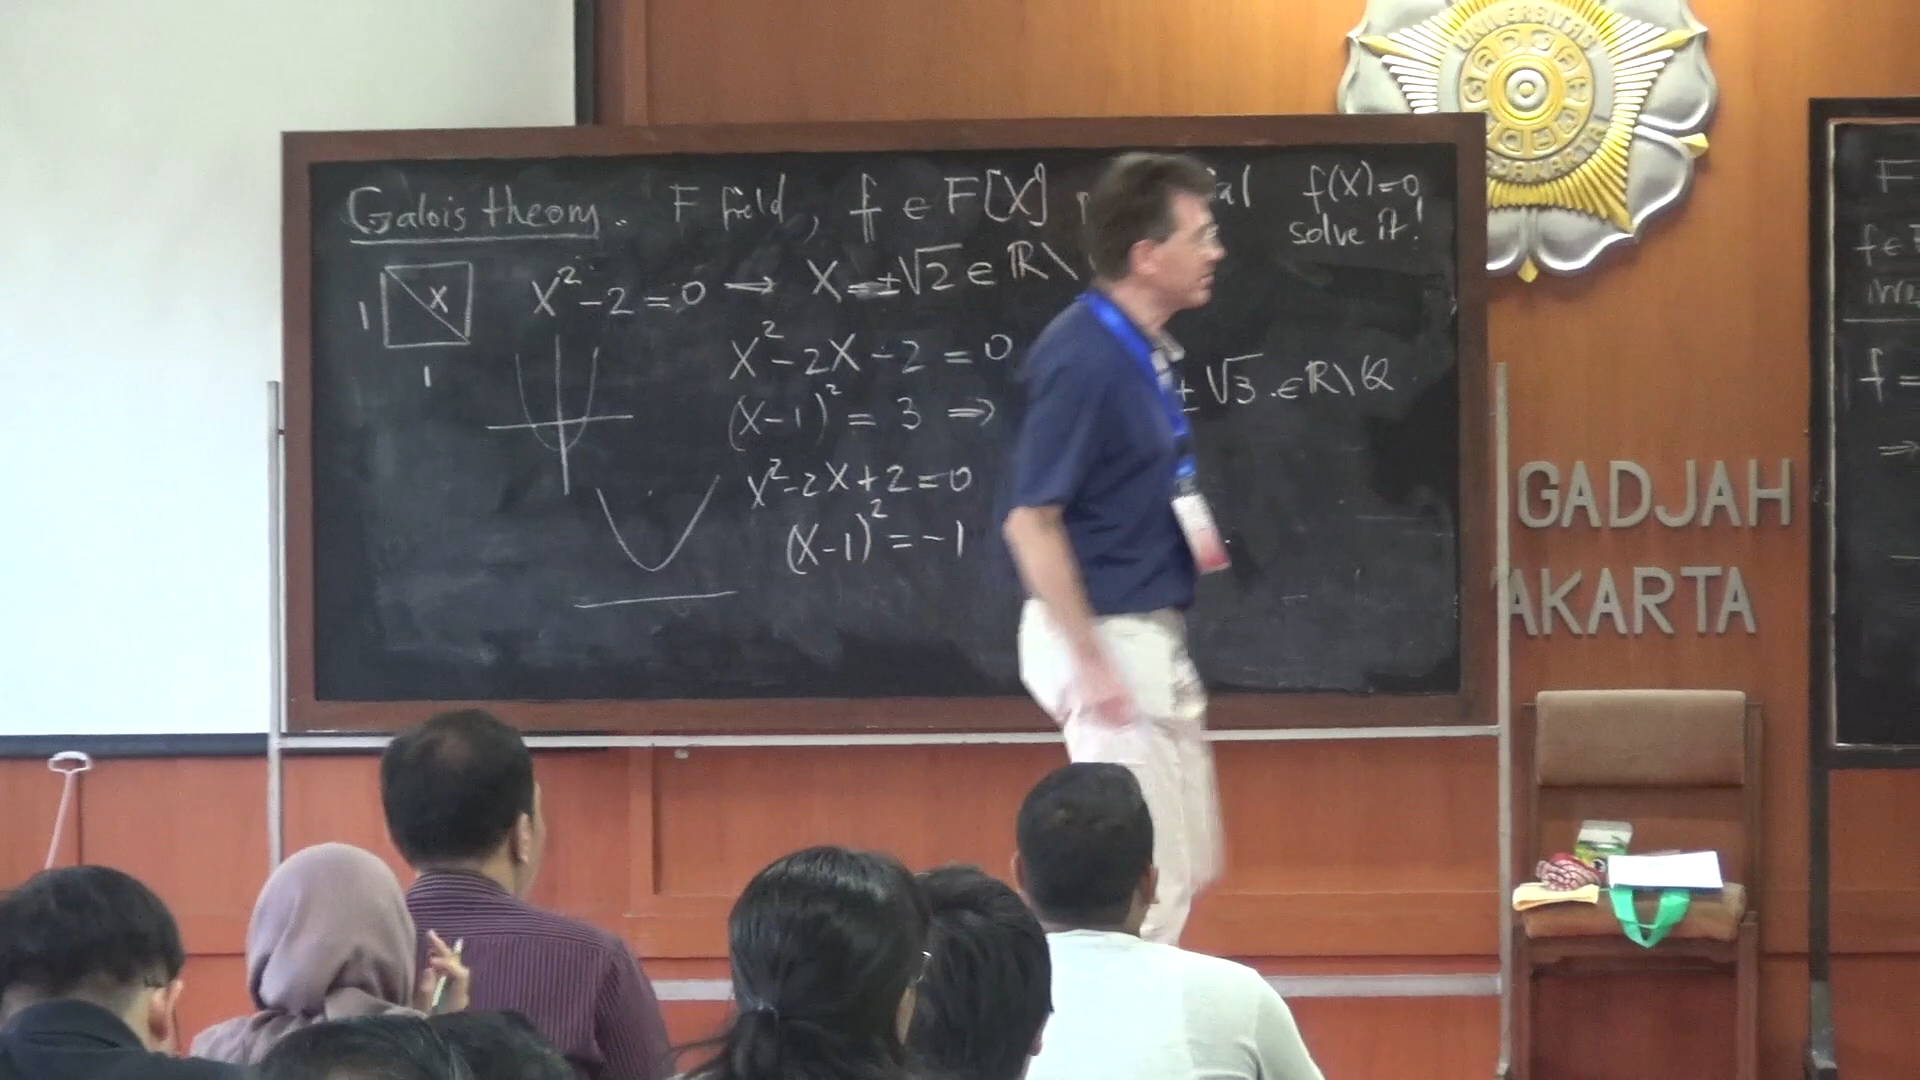 Galois theory. F field, f ∈ F[X] f(X)=0
solve it!
1 X X²-2=0 → X=±√2 ∈ ℝ\
1
X²-2X-2=0
(X-1)²=3 ⇒ ±√3. ∈ℝ\ℚ
X²-2X+2=0
(X-1)²=-1
UNIVERSITAS
GADJAH
AKARTA
F
f∈
f=
⇒